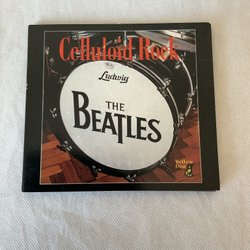 Celluloid Rock
Ludwig
THE
BEATLES
Yellow
Dog